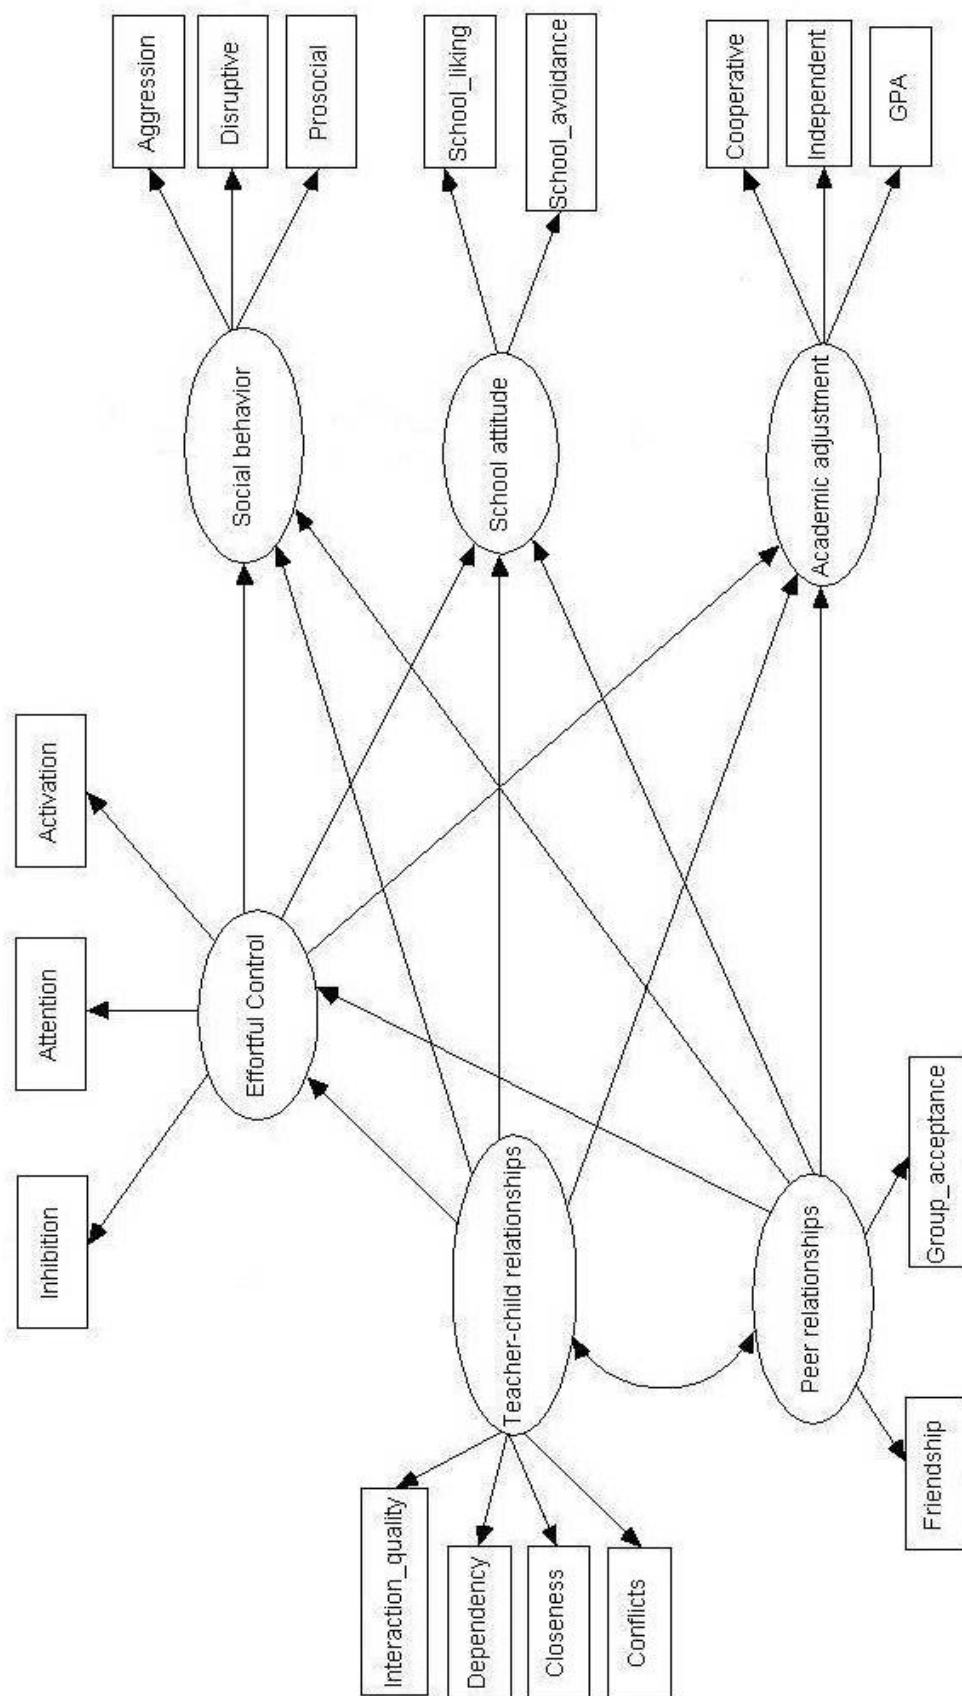 Inhibition
Attention
Activation
Effortful Control
Interaction_quality
Dependency
Closeness
Conflicts
Teacher-child relationships
Peer relationships
Friendship
Group_acceptance
Social behavior
Aggression
Disruptive
Prosocial
School attitude
School_liking
School_avoidance
Academic adjustment
Cooperative
Independent
GPA